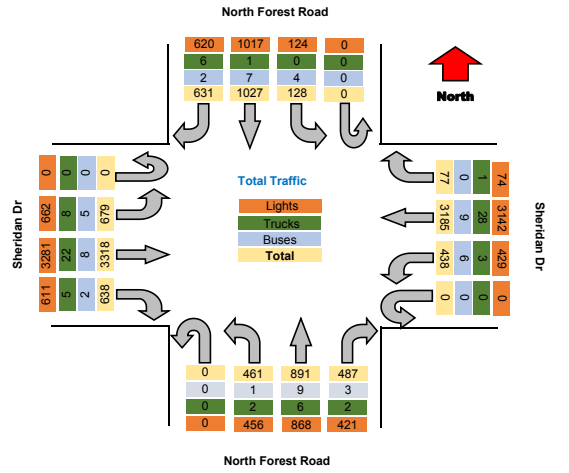 North Forest Road
620 1017 124 0
6 1 0 0
2 7 4 0
631 1027 128 0
North
Sheridan Dr
0 0 0 0
662 8 5 679
3281 22 8 3318
611 5 2 638
Total Traffic
Lights
Trucks
Buses
Total
77 0 1 74
3185 9 28 3142
438 6 3 429
0 0 0 0
Sheridan Dr
0 461 891 487
0 1 9 3
0 2 6 2
0 456 868 421
North Forest Road